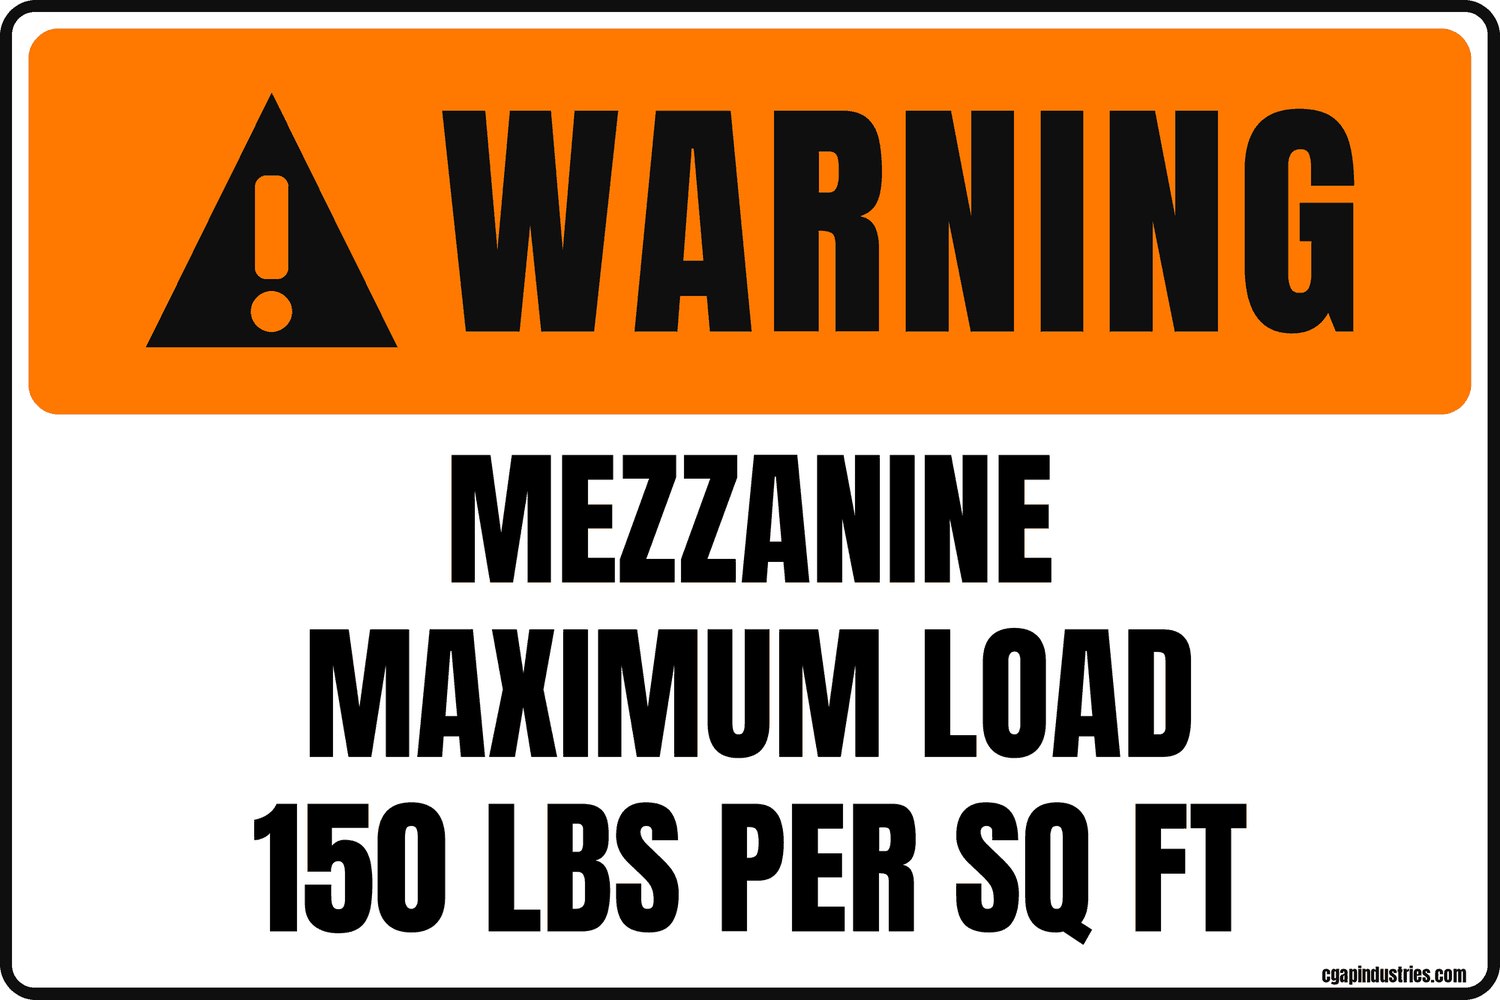 WARNING
MEZZANINE
MAXIMUM LOAD
150 LBS PER SQ FT
cgapindustries.com